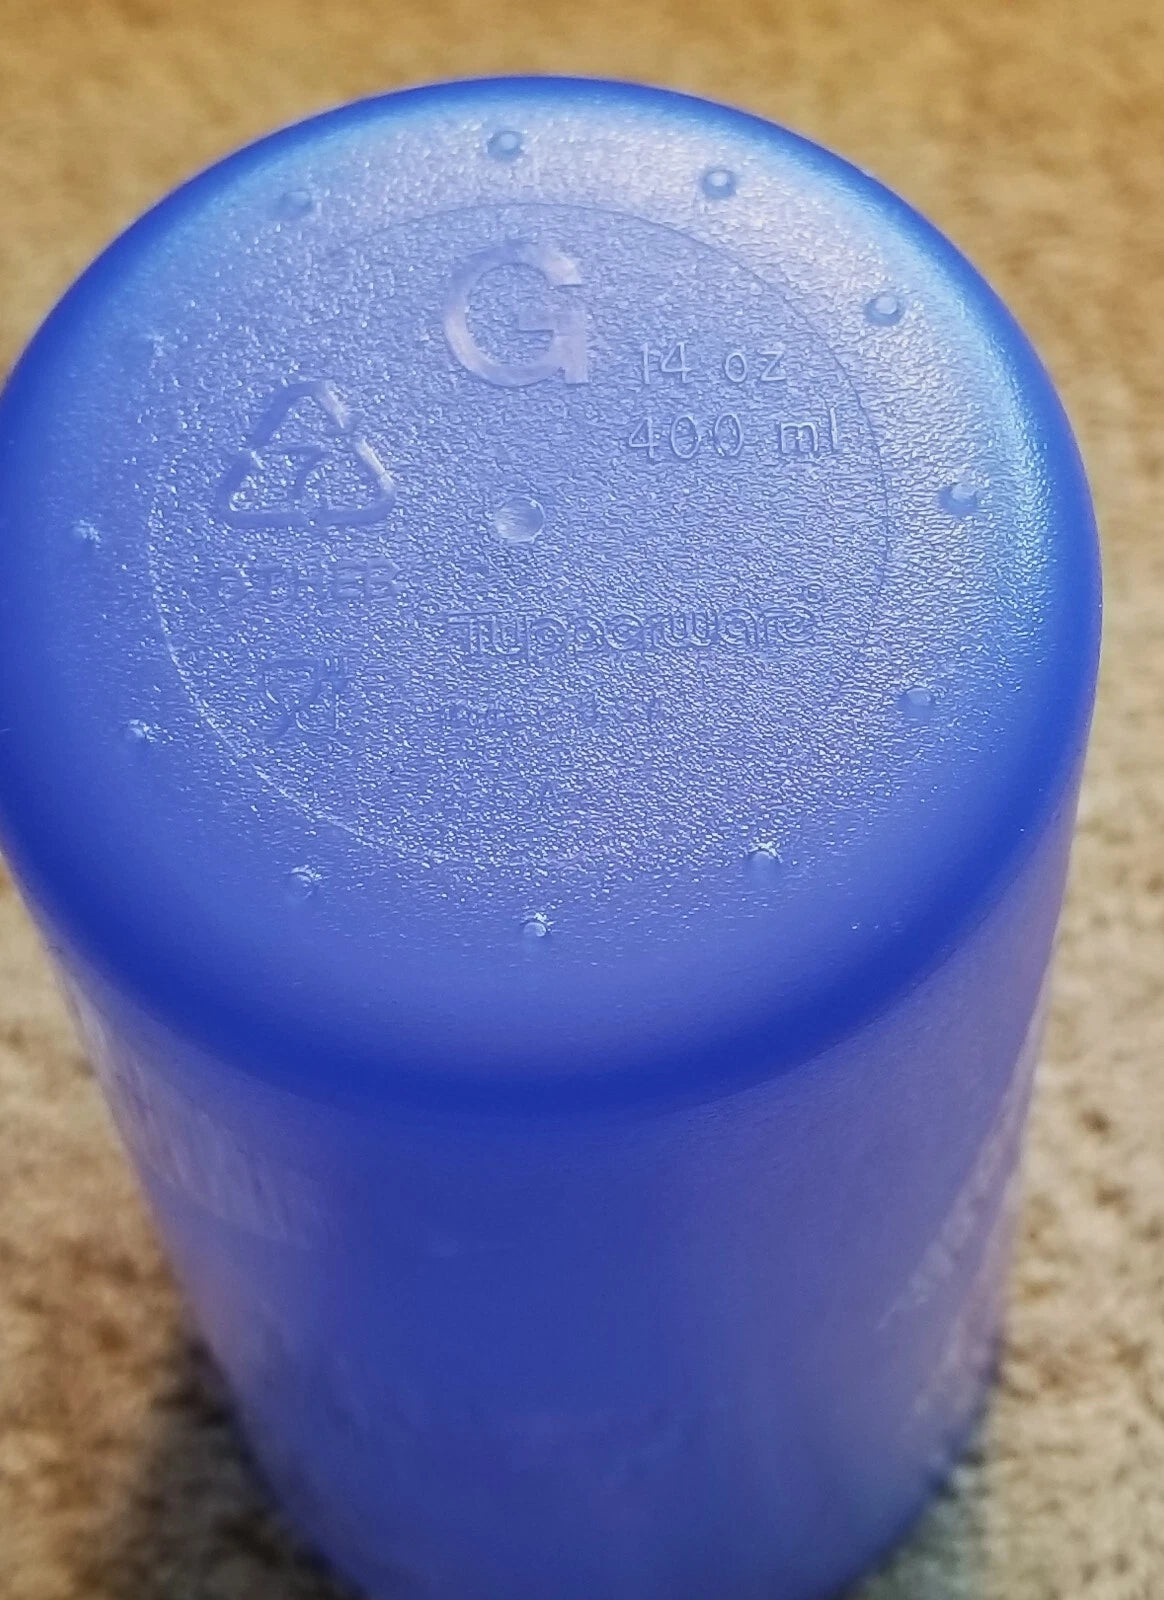 G
14 oz
400 ml
7
OTHER
Tupperware®